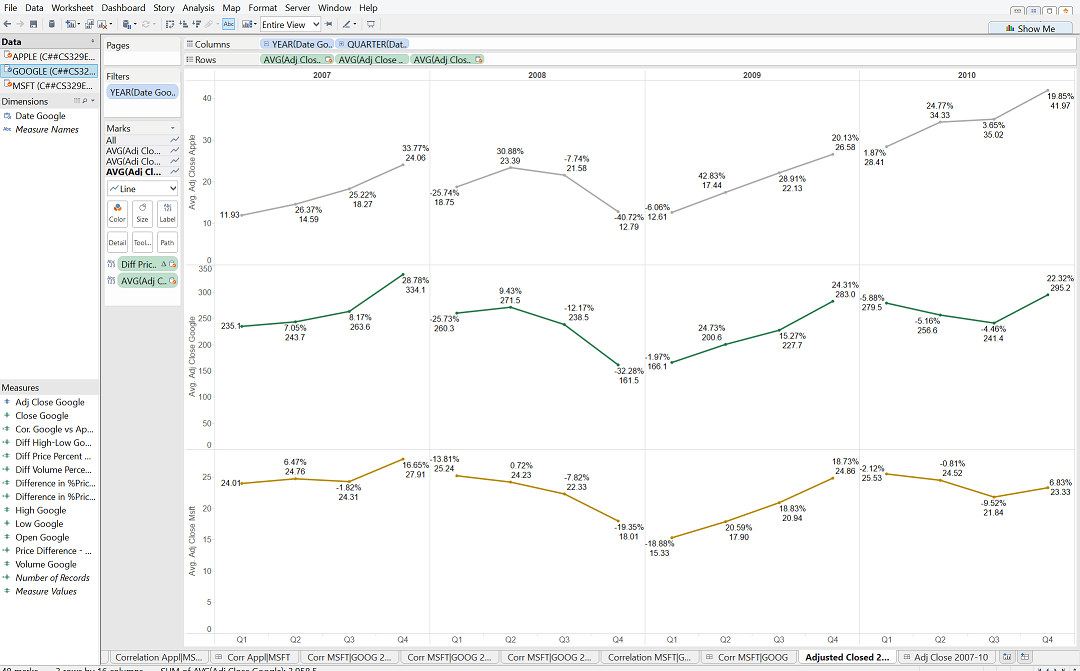 File Data Worksheet Dashboard Story Analysis Map Format Server Window Help
Abc Entire View
Show Me
Data
APPLE (C##CS329E...
GOOGLE (C##CS32...
MSFT (C##CS329E...
Dimensions
Date Google
Abc Measure Names
Measures
Adj Close Google
Close Google
Cor. Google vs Ap...
Diff High-Low Go...
Diff Price Percent ...
Diff Volume Perce...
Difference in %Pric...
Difference in %Pric...
High Google
Low Google
Open Google
Price Difference - ...
Volume Google
Number of Records
Measure Values
Pages
Filters
YEAR(Date Goo..
Marks
All
AVG(Adj Clo...
AVG(Adj Clo...
AVG(Adj Cl...
Line
Color Size Label
Detail Tool... Path
Diff Pric.. Δ
AVG(Adj C..
Columns YEAR(Date Go.. QUARTER(Dat..
Rows AVG(Adj Clos.. AVG(Adj Close .. AVG(Adj Clos..
2007 2008 2009 2010
Avg. Adj Close Apple
40
30
20
10
0
11.93
26.37%
14.59
25.22%
18.27
33.77%
24.06
-25.74%
18.75
30.88%
23.39
-7.74%
21.58
-40.72%
12.79
-6.06%
12.61
42.83%
17.44
28.91%
22.13
20.13%
26.58
1.87%
28.41
24.77%
34.33
3.65%
35.02
19.85%
41.97
Avg. Adj Close Google
350
300
250
200
150
100
50
0
235.1
7.05%
243.7
8.17%
263.6
28.78%
334.1
-25.73%
260.3
9.43%
271.5
-12.17%
238.5
-32.28%
161.5
-1.97%
166.1
24.73%
200.6
15.27%
227.7
24.31%
283.0
-5.88%
279.5
-5.16%
256.6
-4.46%
241.4
22.32%
295.2
Avg. Adj Close Msft
25
20
15
10
5
0
24.01
6.47%
24.76
-1.82%
24.31
16.65%
27.91
-13.81%
25.24
0.72%
24.23
-7.82%
22.33
-19.35%
18.01
-18.88%
15.33
20.59%
17.90
18.83%
20.94
18.73%
24.86
-2.12%
25.53
-0.81%
24.52
-9.52%
21.84
6.83%
23.33
Q1 Q2 Q3 Q4 Q1 Q2 Q3 Q4 Q1 Q2 Q3 Q4 Q1 Q2 Q3 Q4
Correlation Appl|MS... Corr Appl|MSFT Corr MSFT|GOOG 2... Corr MSFT|GOOG 2... Corr MSFT|GOOG 2... Correlation MSFT|G... Corr MSFT|GOOG Adjusted Closed 2... Adj Close 2007-10